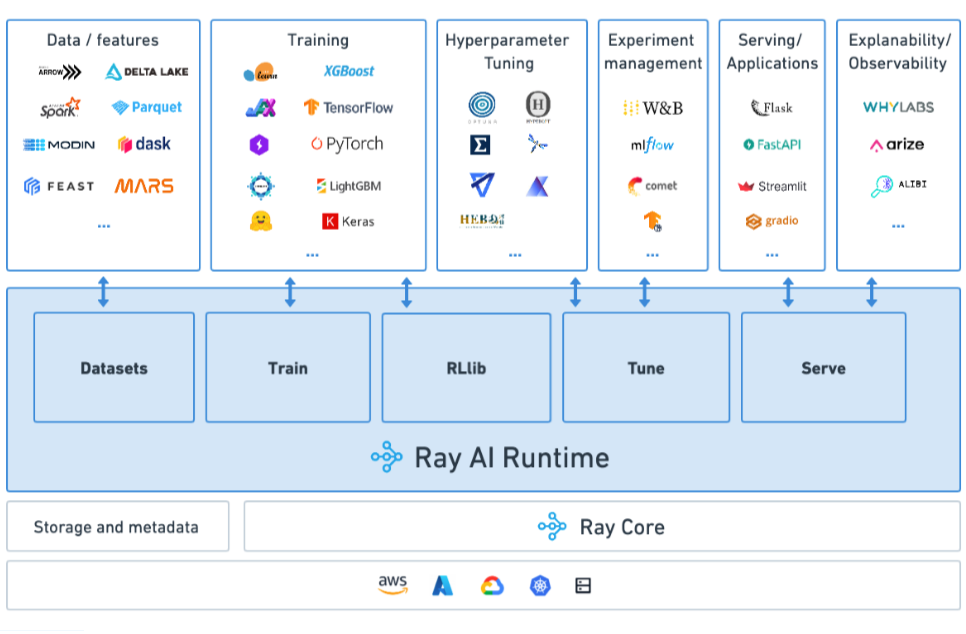 Data / features
ARROW
DELTA LAKE
Spark
Parquet
MODIN
dask
FEAST
MARS
...
Training
learn
XGBoost
JAX
TensorFlow
PyTorch
LightGBM
K Keras
...
Hyperparameter
Tuning
OPTUNA
H
HYPEROPT
Σ
HEBO
...
Experiment
management
W&B
mlflow
comet
...
Serving/
Applications
Flask
FastAPI
Streamlit
gradio
...
Explanability/
Observability
WHYLABS
arize
ALIBI
...
Datasets
Train
RLlib
Tune
Serve
Ray AI Runtime
Storage and metadata
Ray Core
aws